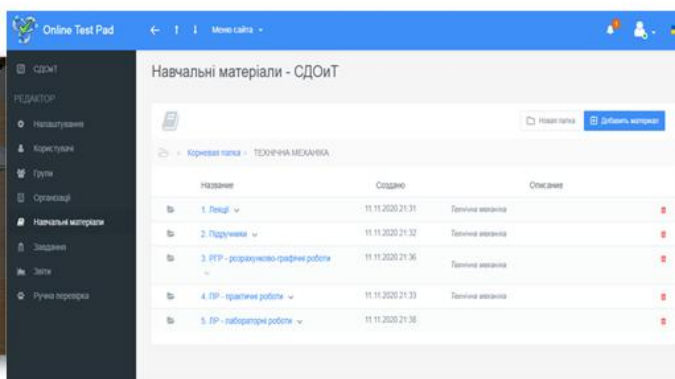 Online Test Pad
Меню сайта
1
СДОиТ
РЕДАКТОР
Налаштування
Користувачі
Групи
Організації
Навчальні матеріали
Завдання
Звіти
Ручна перевірка
Навчальні матеріали - СДОиТ
Новая папка
Добавить материал
Корневая папка
ТЕХНІЧНА МЕХАНІКА
Название Создано Описание
1. Лекції 11.11.2020 21:31 Технічна механіка
2. Підручники 11.11.2020 21:32 Технічна механіка
3. РГР - розрахунково-графічні роботи 11.11.2020 21:36 Технічна механіка
4. ПР - практичні роботи 11.11.2020 21:33 Технічна механіка
5. ЛР - лабораторні роботи 11.11.2020 21:36